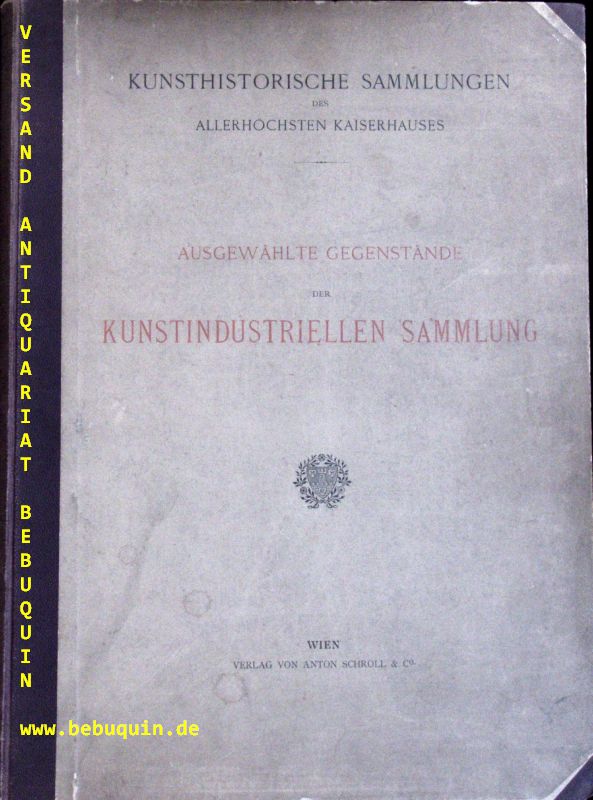 KUNSTHISTORISCHE SAMMLUNGEN
DES
ALLERHÖCHSTEN KAISERHAUSES
AUSGEWÄHLTE GEGENSTÄNDE
DER
KUNSTINDUSTRIELLEN SAMMLUNG
WIEN
VERLAG VON ANTON SCHROLL & Co.
VERSAND ANTIQUARIAT BEBUQUIN
www.bebuquin.de